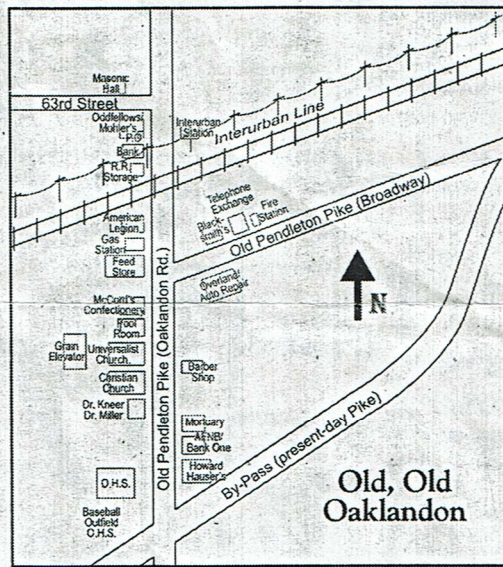 Masonic
Hall
63rd Street
Oddfellows/
Mohler's
P.O
Bank
R.R.
Storage
Interurban
Station
Interurban Line
Telephone
Exchange
Black-
smith's
Fire
Station
Old Pendleton Pike (Broadway)
American
Legion
Gas
Station
Feed
Store
Overland
Auto Repair
N
McCord's
Confectionery
Pool
Room
Grain
Elevator
Universalist
Church
Christian
Church
Dr. Kneer
Dr. Miller
Old Pendleton Pike (Oaklandon Rd.)
Barber
Shop
Mortuary
AFNB/
Bank One
Howard
Hauser's
By-Pass (present-day Pike)
O.H.S.
Baseball
Outfield
O.H.S.
Old, Old
Oaklandon